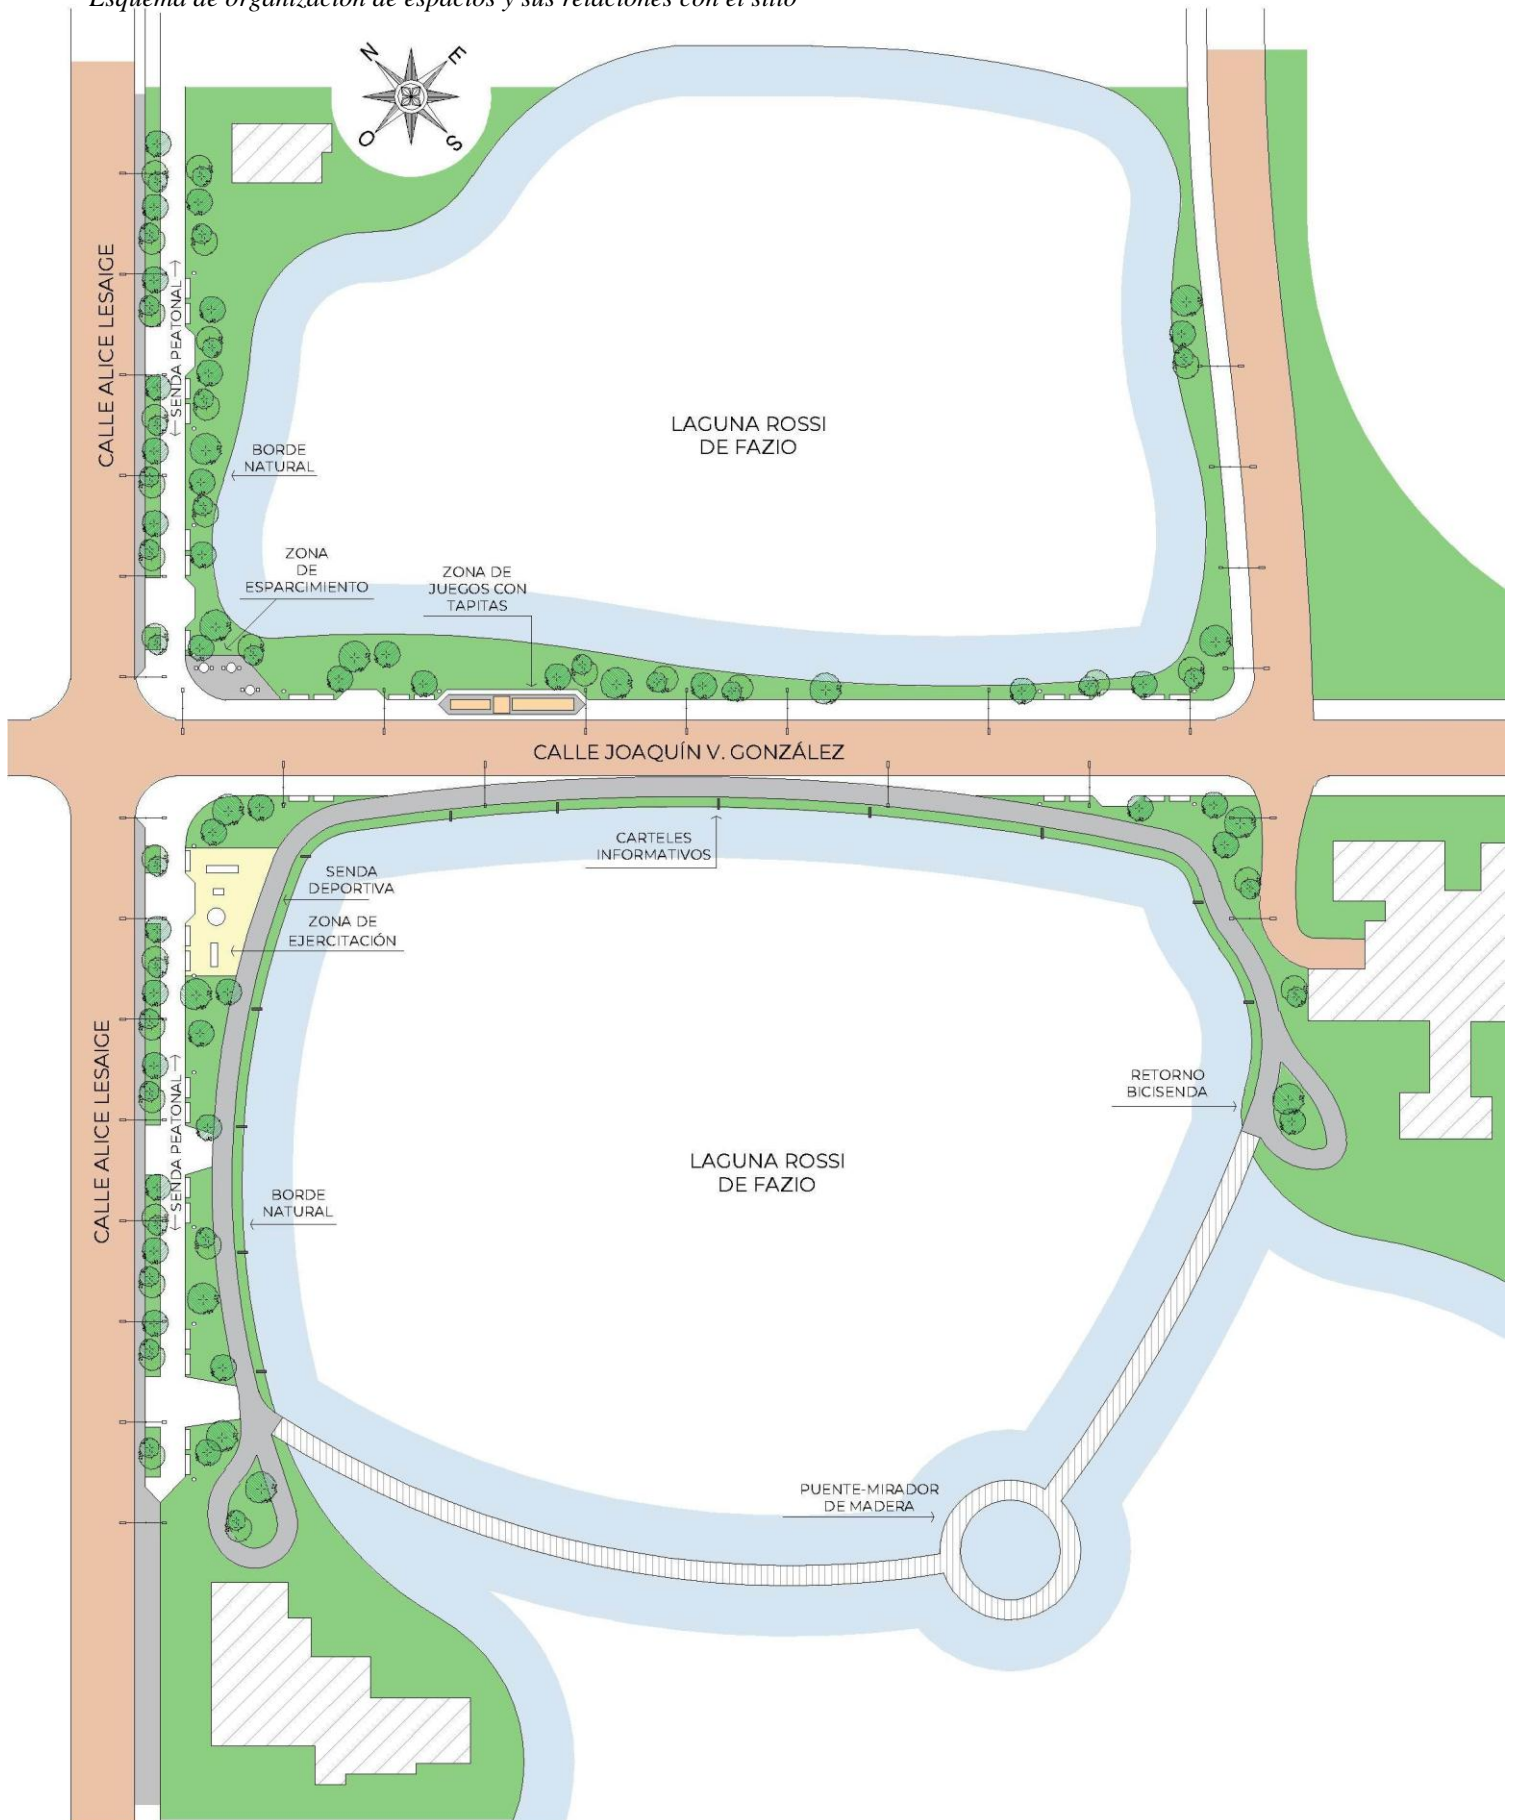 Esquema de organización de espacios y sus relaciones con el sitio
N
E
O
S
CALLE ALICE LESAIGE
SENDA PEATONAL
LAGUNA ROSSI
DE FAZIO
BORDE
NATURAL
ZONA
DE
ESPARCIMIENTO
ZONA DE
JUEGOS CON
TAPITAS
CALLE JOAQUÍN V. GONZÁLEZ
CARTELES
INFORMATIVOS
SENDA
DEPORTIVA
ZONA DE
EJERCITACIÓN
CALLE ALICE LESAIGE
SENDA PEATONAL
RETORNO
BICISENDA
LAGUNA ROSSI
DE FAZIO
BORDE
NATURAL
PUENTE-MIRADOR
DE MADERA